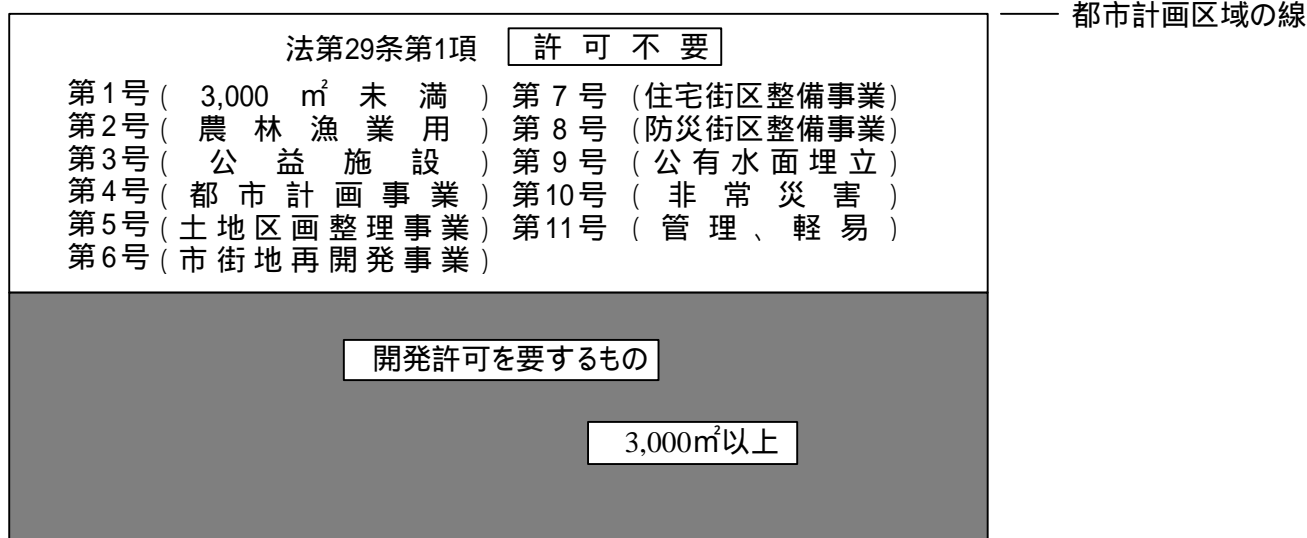 都市計画区域の線
法第29条第1項 許可不要
第1号(3,000㎡未満) 第7号(住宅街区整備事業)
第2号(農林漁業用) 第8号(防災街区整備事業)
第3号(公益施設) 第9号(公有水面埋立)
第4号(都市計画事業) 第10号(非常災害)
第5号(土地区画整理事業) 第11号(管理、軽易)
第6号(市街地再開発事業)
開発許可を要するもの
3,000㎡以上